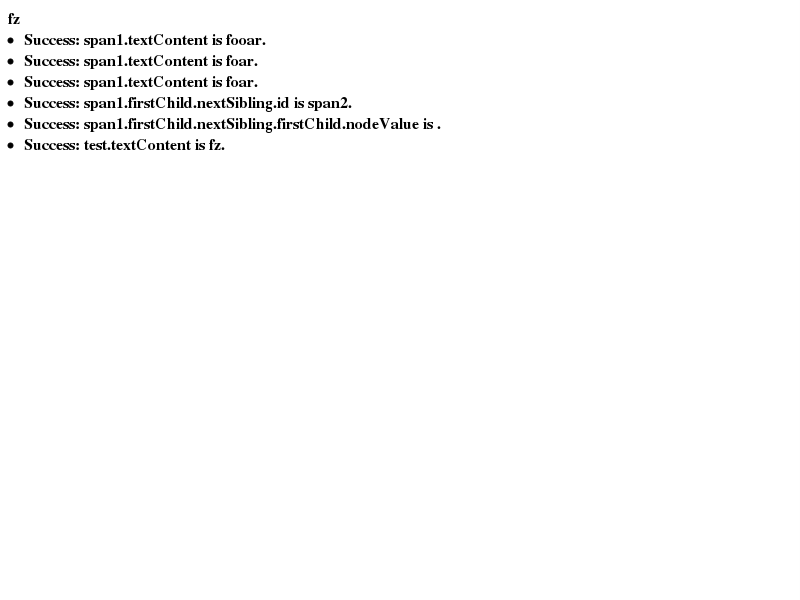 fz
• Success: span1.textContent is fooar.
• Success: span1.textContent is foar.
• Success: span1.textContent is foar.
• Success: span1.firstChild.nextSibling.id is span2.
• Success: span1.firstChild.nextSibling.firstChild.nodeValue is .
• Success: test.textContent is fz.